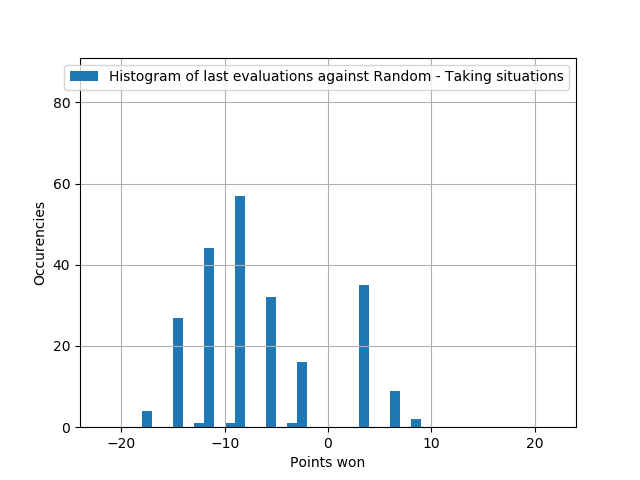 Histogram of last evaluations against Random - Taking situations
80
60
40
20
0
Occurencies
−20 −10 0 10 20
Points won